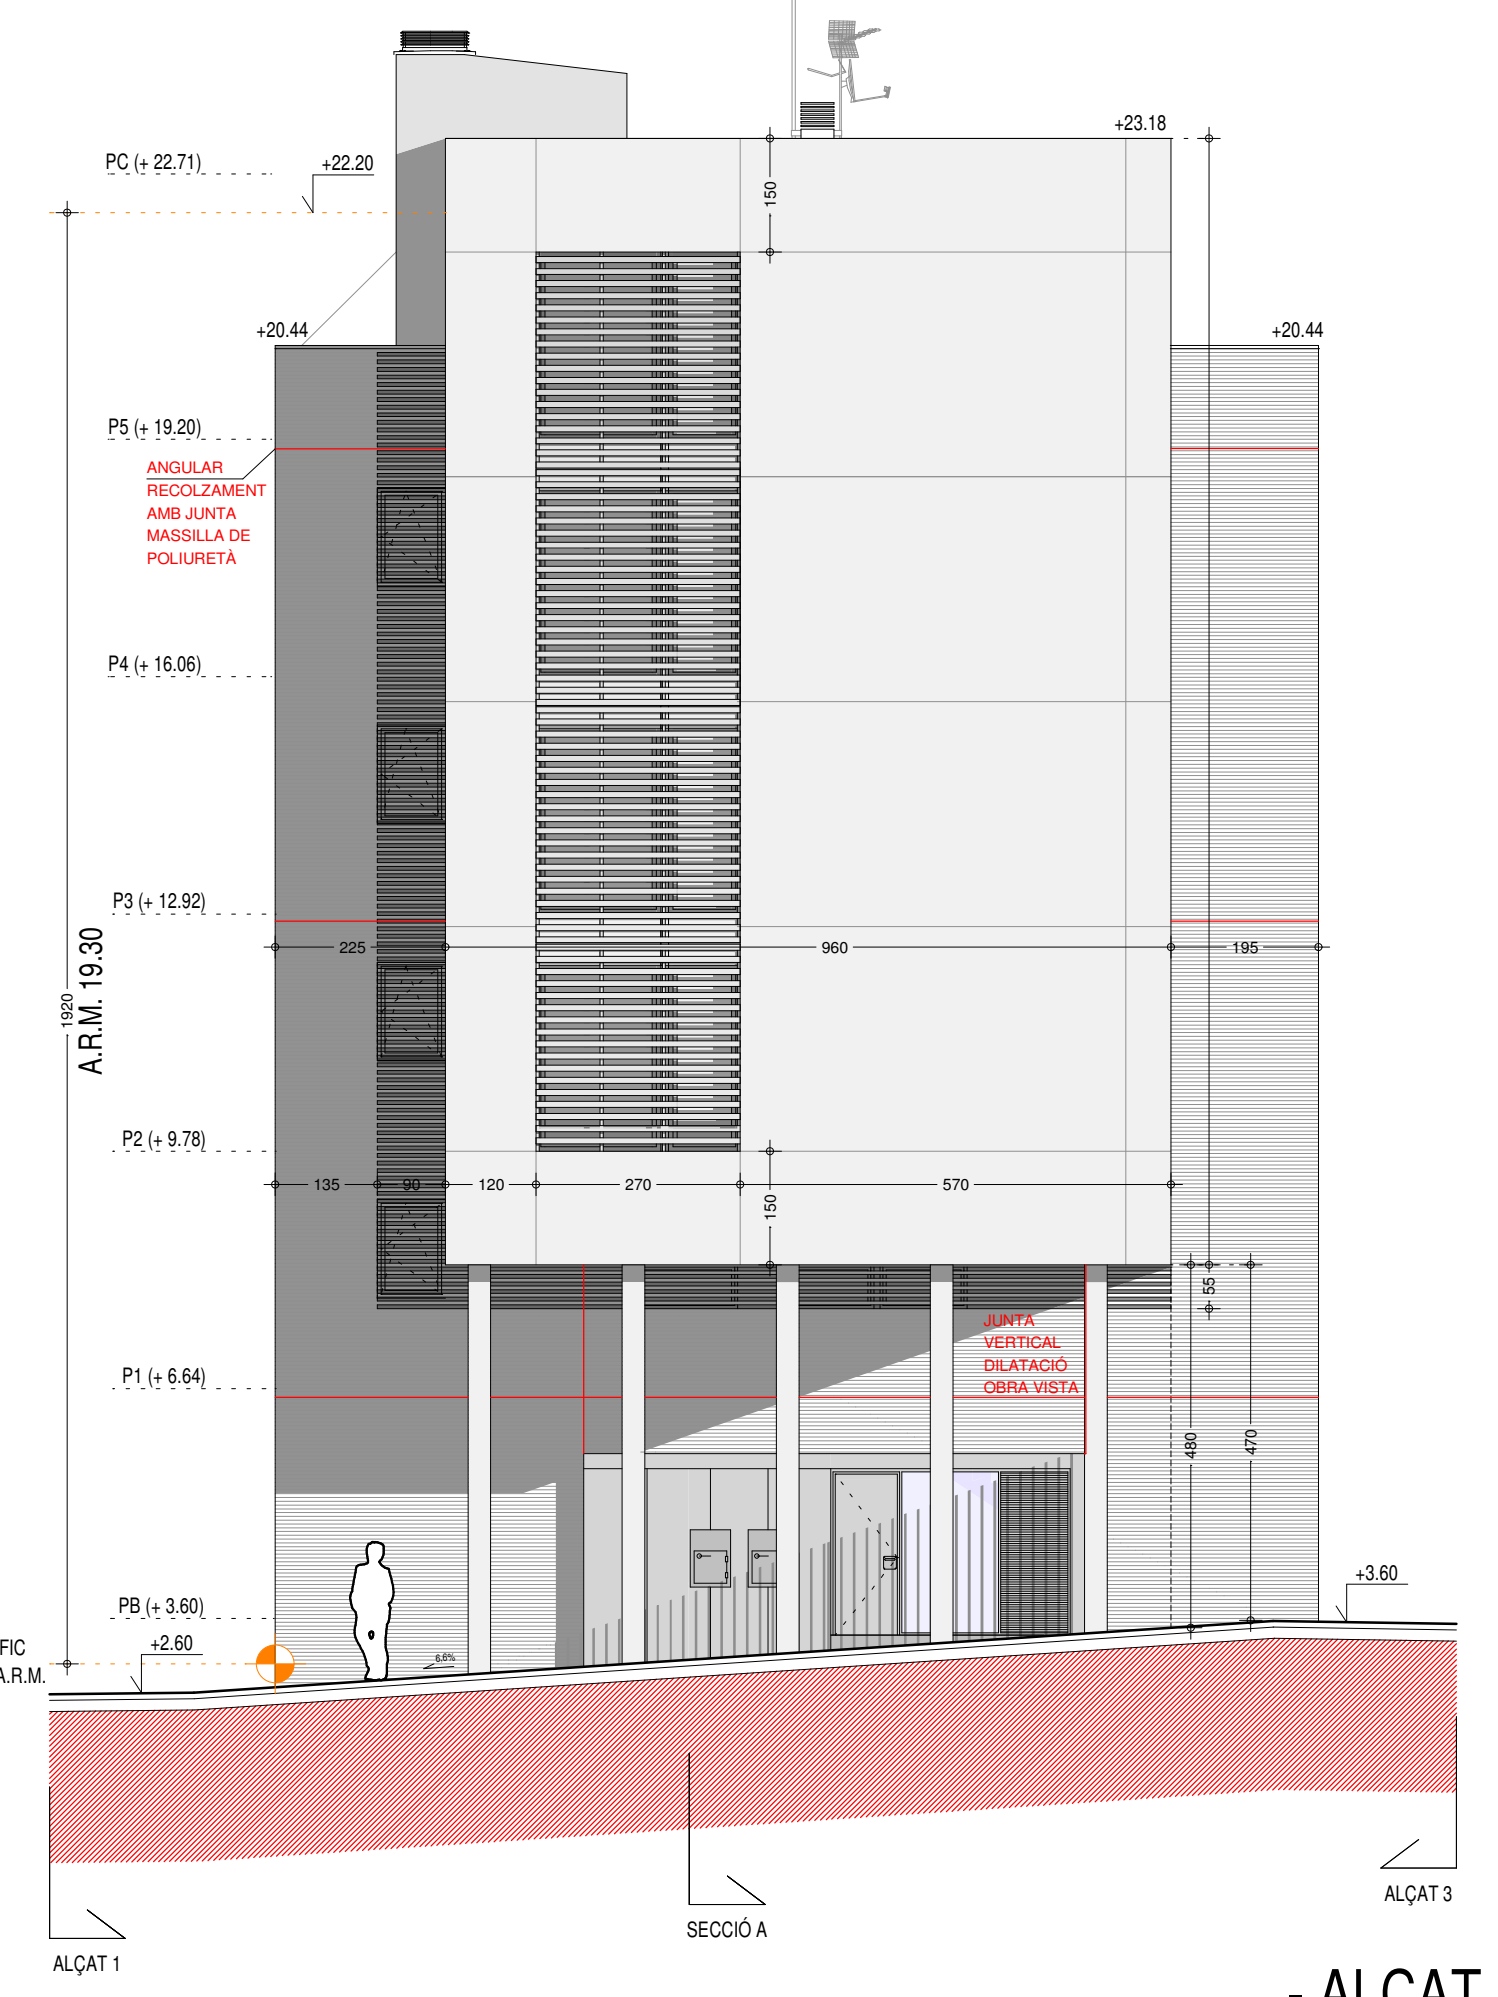 +23.18
PC (+ 22.71)
+22.20
150
+20.44
+20.44
P5 (+ 19.20)
ANGULAR
RECOLZAMENT
AMB JUNTA
MASSILLA DE
POLIURETÀ
P4 (+ 16.06)
P3 (+ 12.92)
225
960
195
1920
A.R.M. 19.30
P2 (+ 9.78)
135
90
120
270
570
150
55
JUNTA
VERTICAL
DILATACIÓ
OBRA VISTA
P1 (+ 6.64)
480
470
+3.60
PB (+ 3.60)
+2.60
FIC
A.R.M.
6.6%
ALÇAT 3
SECCIÓ A
ALÇAT 1
- ALÇAT